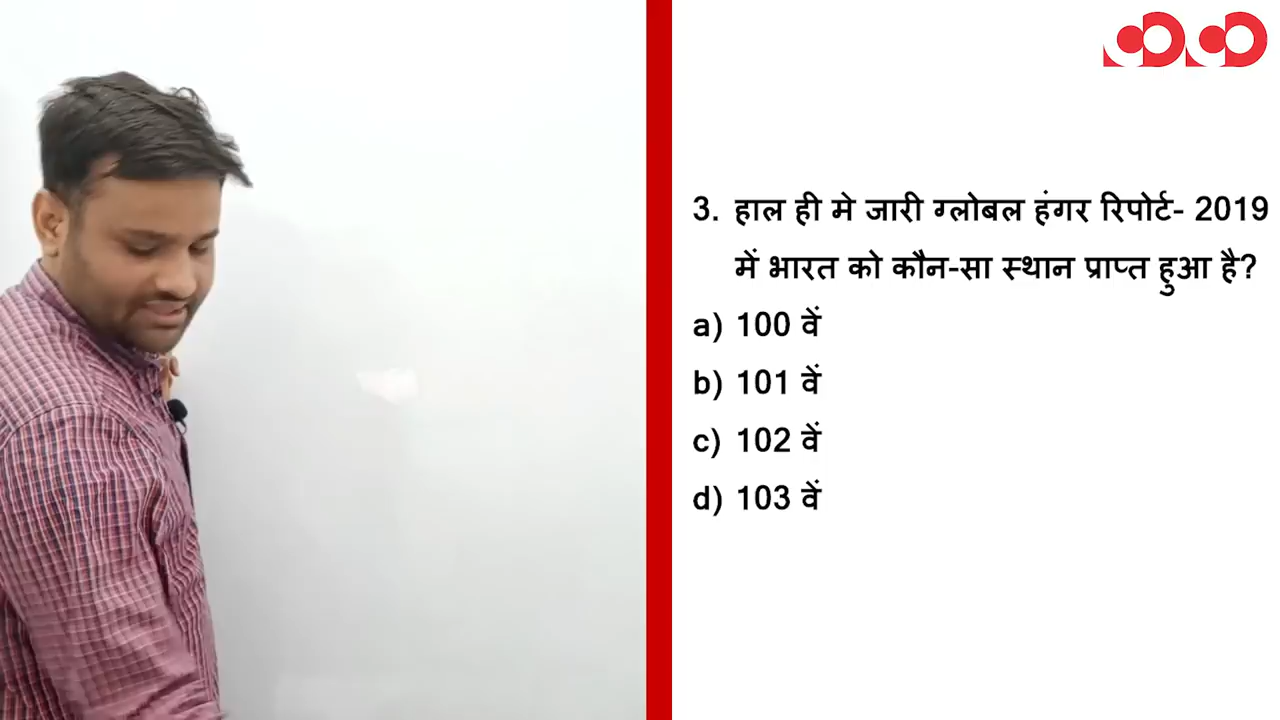 3. हाल ही मे जारी ग्लोबल हंगर रिपोर्ट- 2019
में भारत को कौन-सा स्थान प्राप्त हुआ है?
a) 100 वें
b) 101 वें
c) 102 वें
d) 103 वें